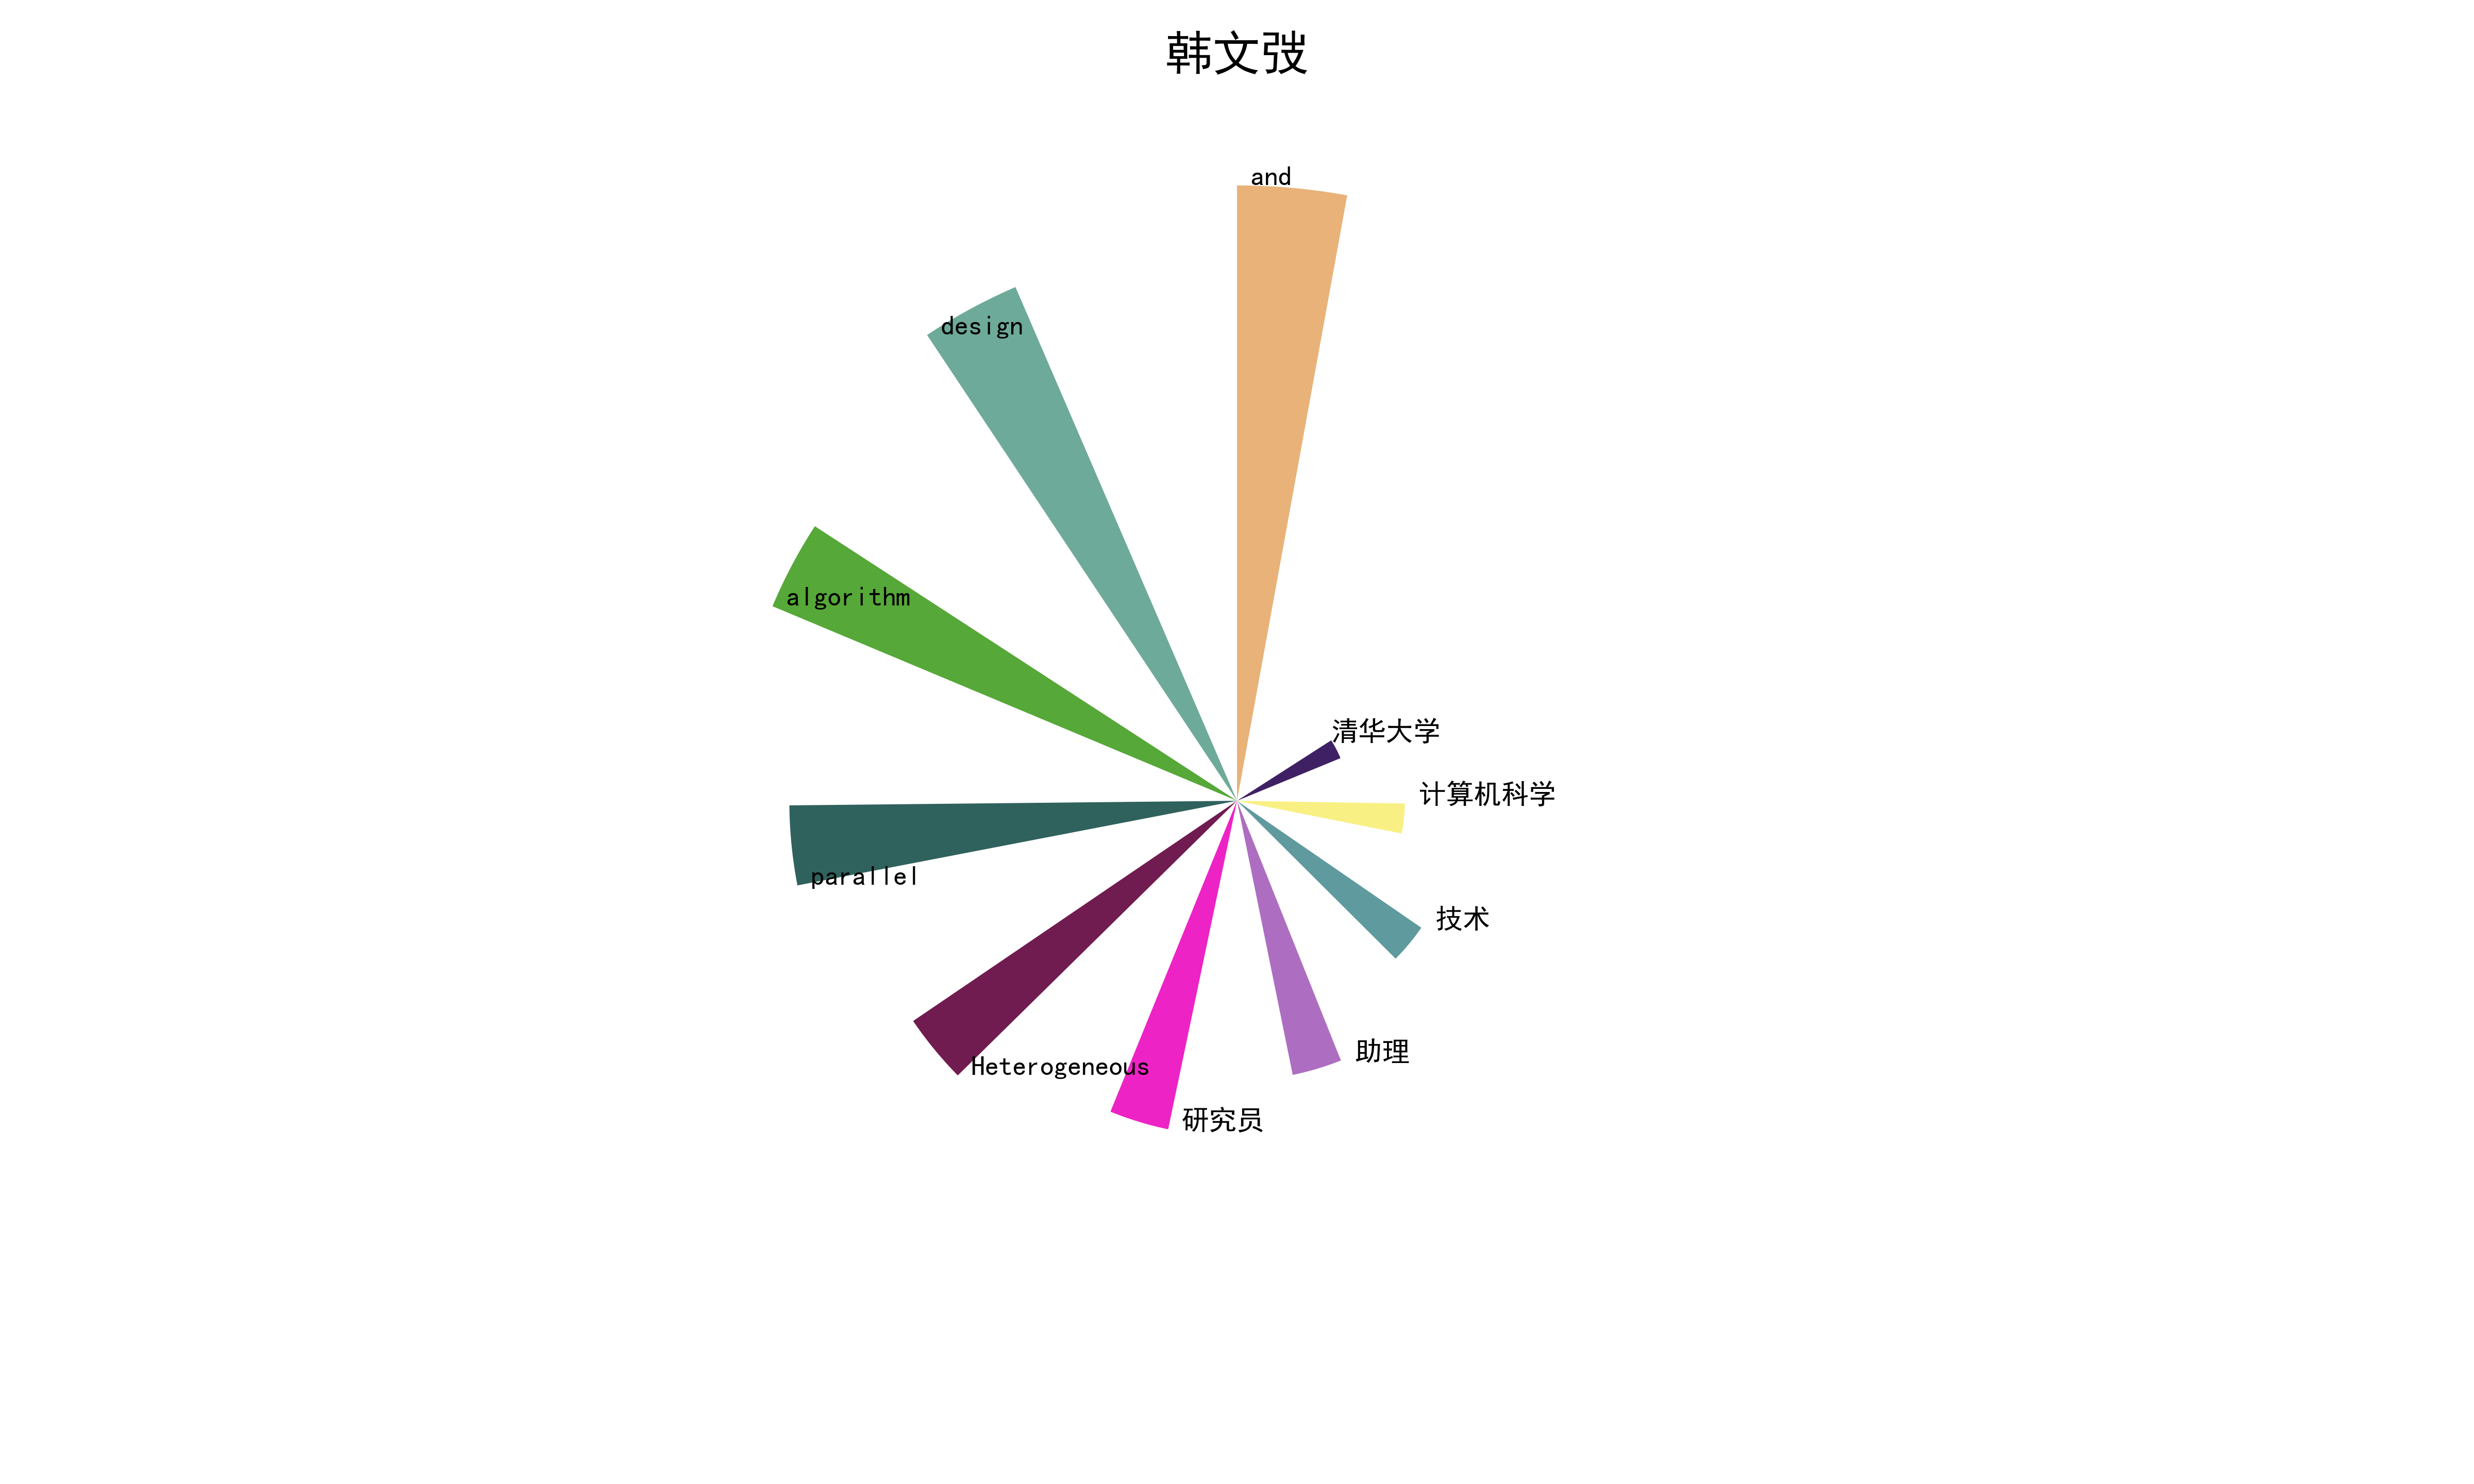 韩文弢
and
design
algorithm
清华大学
计算机科学
parallel
技术
助理
Heterogeneous
研究员